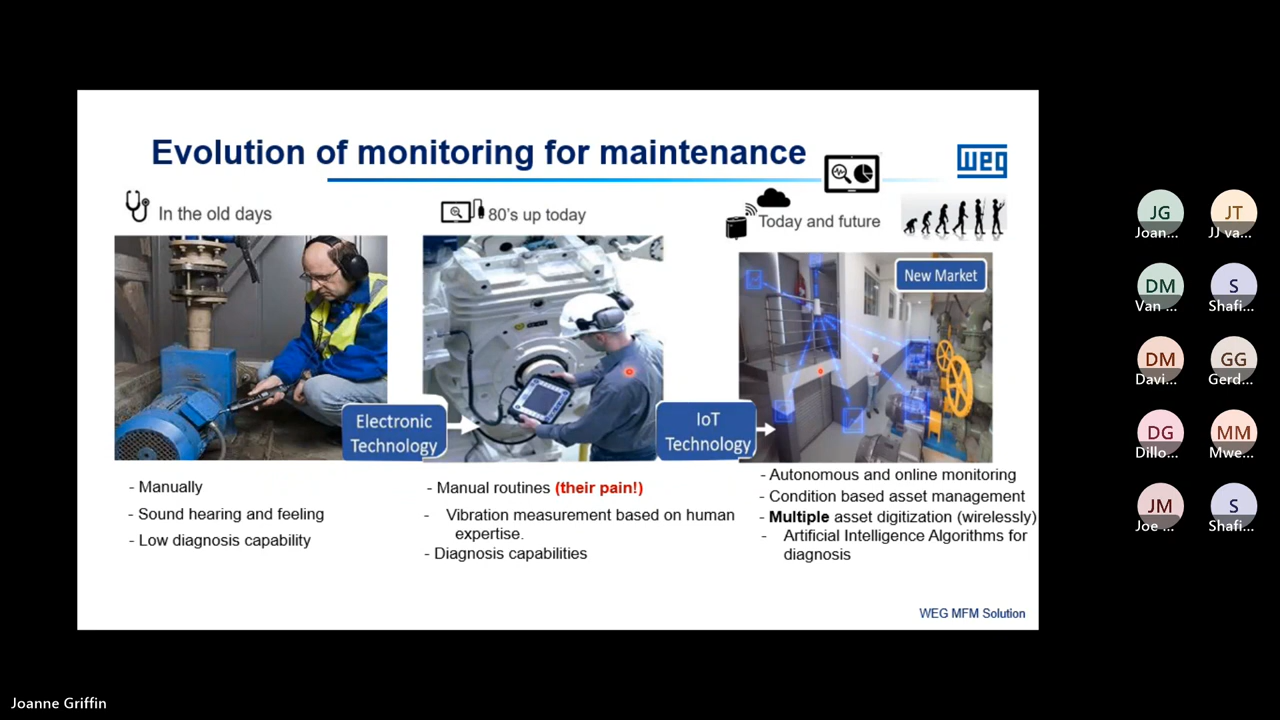 Evolution of monitoring for maintenance
weg
In the old days
80's up today
Today and future
New Market
Electronic
Technology
IoT
Technology
- Manually
- Sound hearing and feeling
- Low diagnosis capability
- Manual routines (their pain!)
- Vibration measurement based on human
expertise.
- Diagnosis capabilities
- Autonomous and online monitoring
- Condition based asset management
- Multiple asset digitization (wirelessly)
- Artificial Intelligence Algorithms for
diagnosis
WEG MFM Solution
JG
Joan...
JT
JJ va...
DM
Van ...
S
Shafi...
DM
Davi...
GG
Gerd...
DG
Dillo...
MM
Mwe...
JM
Joe ...
S
Shafi...
Joanne Griffin